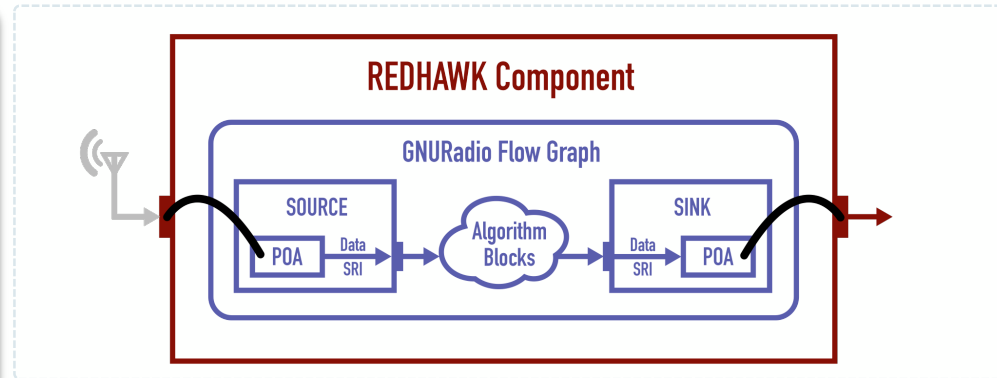 REDHAWK Component
GNURadio Flow Graph
SOURCE
POA
Data
SRI
Algorithm
Blocks
SINK
Data
SRI
POA